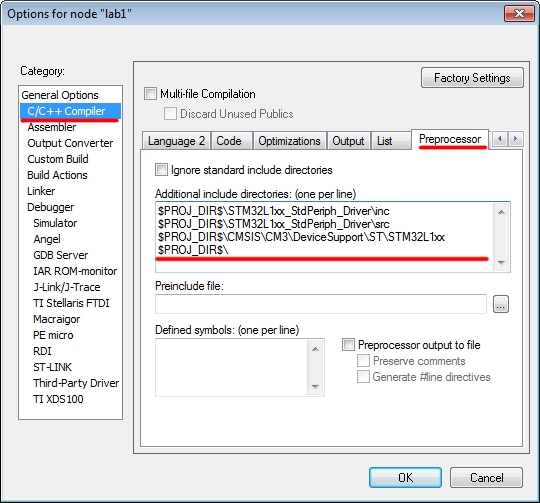 Options for node "lab1"
Category:
Factory Settings
General Options
C/C++ Compiler
Assembler
Output Converter
Custom Build
Build Actions
Linker
Debugger
Simulator
Angel
GDB Server
IAR ROM-monitor
J-Link/J-Trace
TI Stellaris FTDI
Macraigor
PE micro
RDI
ST-LINK
Third-Party Driver
TI XDS100
Multi-file Compilation
Discard Unused Publics
Language 2 Code Optimizations Output List Preprocessor
Ignore standard include directories
Additional include directories: (one per line)
$PROJ_DIR$\STM32L1xx_StdPeriph_Driver\inc
$PROJ_DIR$\STM32L1xx_StdPeriph_Driver\src
$PROJ_DIR$\CMSIS\CM3\DeviceSupport\ST\STM32L1xx
$PROJ_DIR$\
Preinclude file:
...
Defined symbols: (one per line)
Preprocessor output to file
Preserve comments
Generate #line directives
OK Cancel